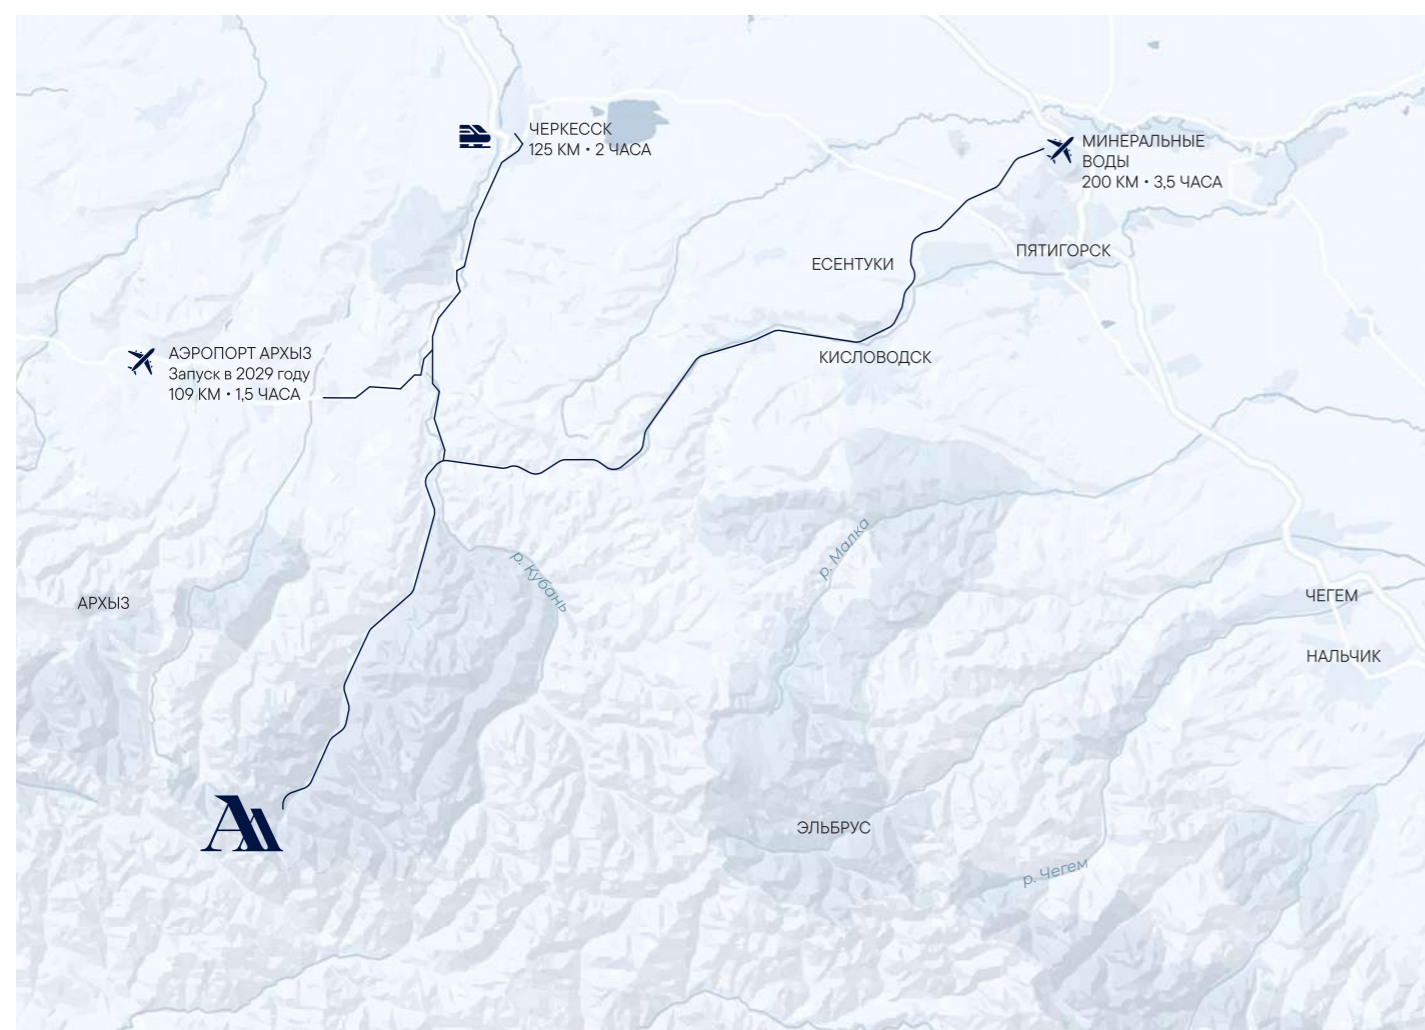 ЧЕРКЕССК
125 КМ • 2 ЧАСА
МИНЕРАЛЬНЫЕ
ВОДЫ
200 КМ • 3,5 ЧАСА
ПЯТИГОРСК
ЕСЕНТУКИ
КИСЛОВОДСК
АЭРОПОРТ АРХЫЗ
Запуск в 2029 году
109 КМ • 1,5 ЧАСА
р. Малка
р. Кубань
АРХЫЗ
ЧЕГЕМ
НАЛЬЧИК
ЭЛЬБРУС
р. Чегем